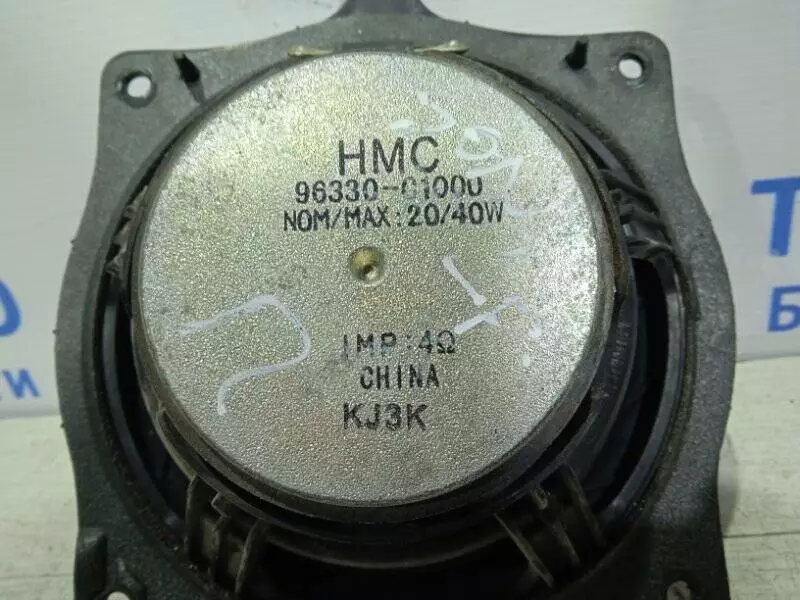 HMC
96330-C1000
NOM/MAX:20/40W
IMP:4Ω
CHINA
KJ3K